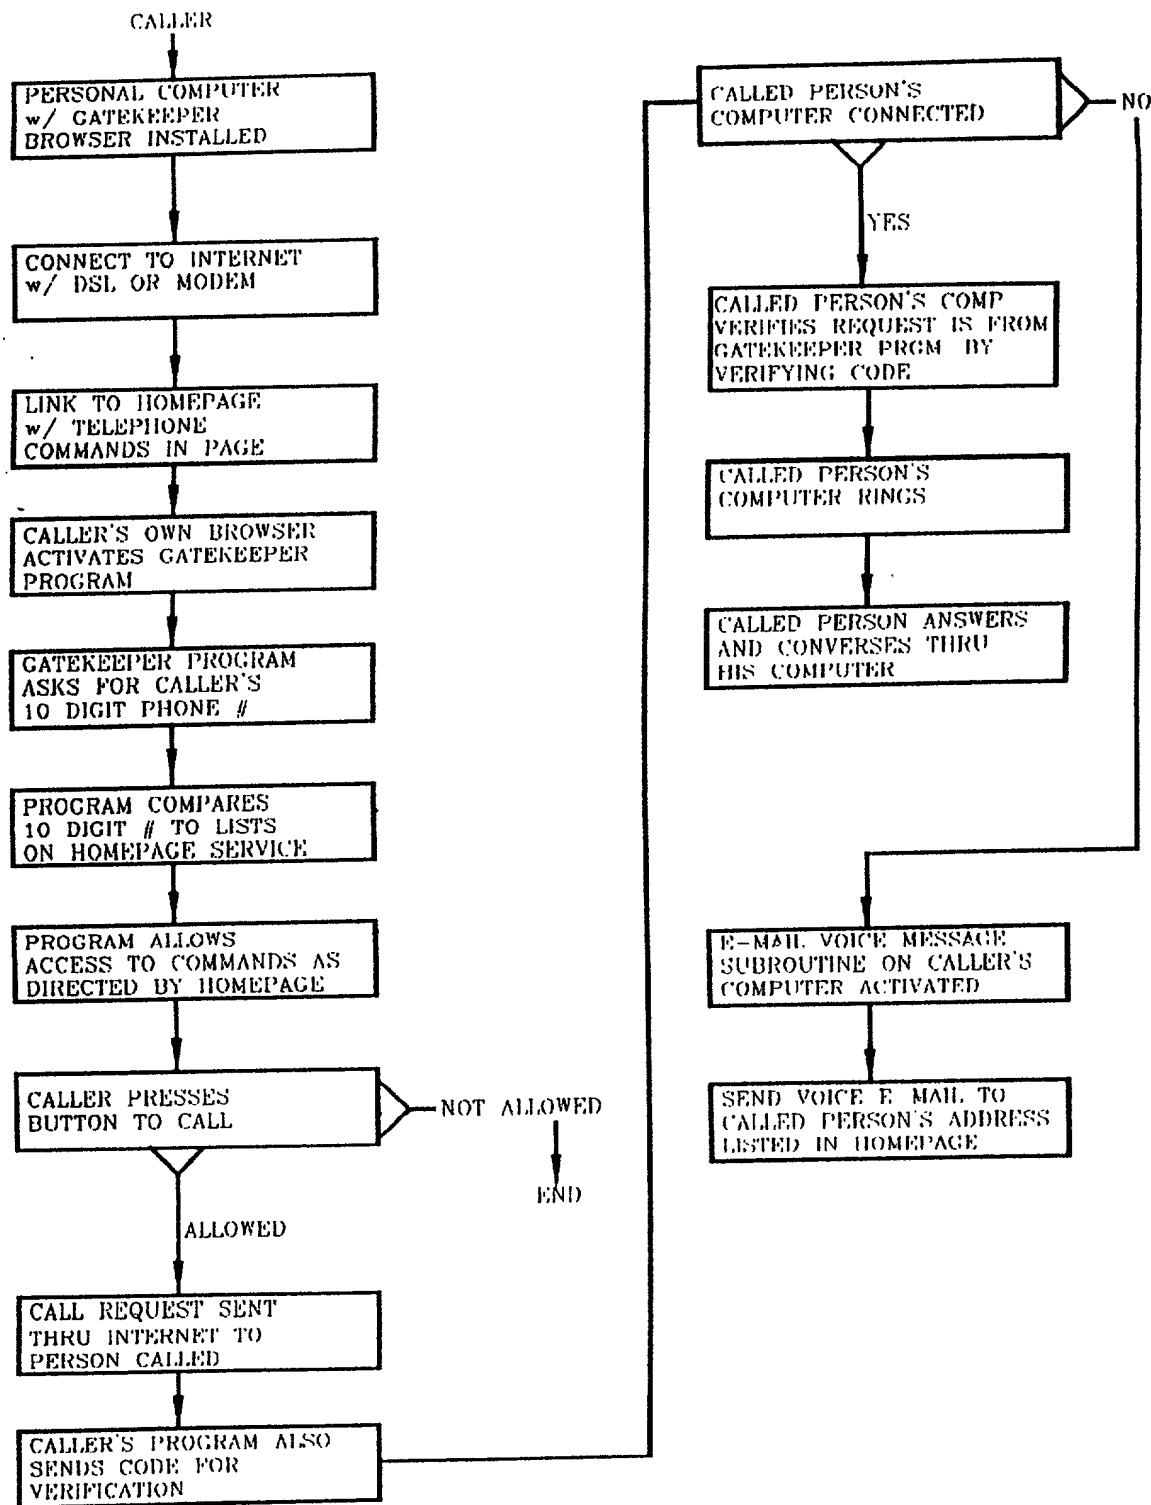 CALLER
PERSONAL COMPUTER
w/ GATEKEEPER
BROWSER INSTALLED
CONNECT TO INTERNET
w/ DSL OR MODEM
LINK TO HOMEPAGE
w/ TELEPHONE
COMMANDS IN PAGE
CALLER'S OWN BROWSER
ACTIVATES GATEKEEPER
PROGRAM
GATEKEEPER PROGRAM
ASKS FOR CALLER'S
10 DIGIT PHONE #
PROGRAM COMPARES
10 DIGIT # TO LISTS
ON HOMEPAGE SERVICE
PROGRAM ALLOWS
ACCESS TO COMMANDS AS
DIRECTED BY HOMEPAGE
CALLER PRESSES
BUTTON TO CALL
NOT ALLOWED
END
ALLOWED
CALL REQUEST SENT
THRU INTERNET TO
PERSON CALLED
CALLER'S PROGRAM ALSO
SENDS CODE FOR
VERIFICATION
CALLED PERSON'S
COMPUTER CONNECTED
NO
YES
CALLED PERSON'S COMP
VERIFIES REQUEST IS FROM
GATEKEEPER PRGM BY
VERIFYING CODE
CALLED PERSON'S
COMPUTER RINGS
CALLED PERSON ANSWERS
AND CONVERSES THRU
HIS COMPUTER
E-MAIL VOICE MESSAGE
SUBROUTINE ON CALLER'S
COMPUTER ACTIVATED
SEND VOICE E MAIL TO
CALLED PERSON'S ADDRESS
LISTED IN HOMEPAGE